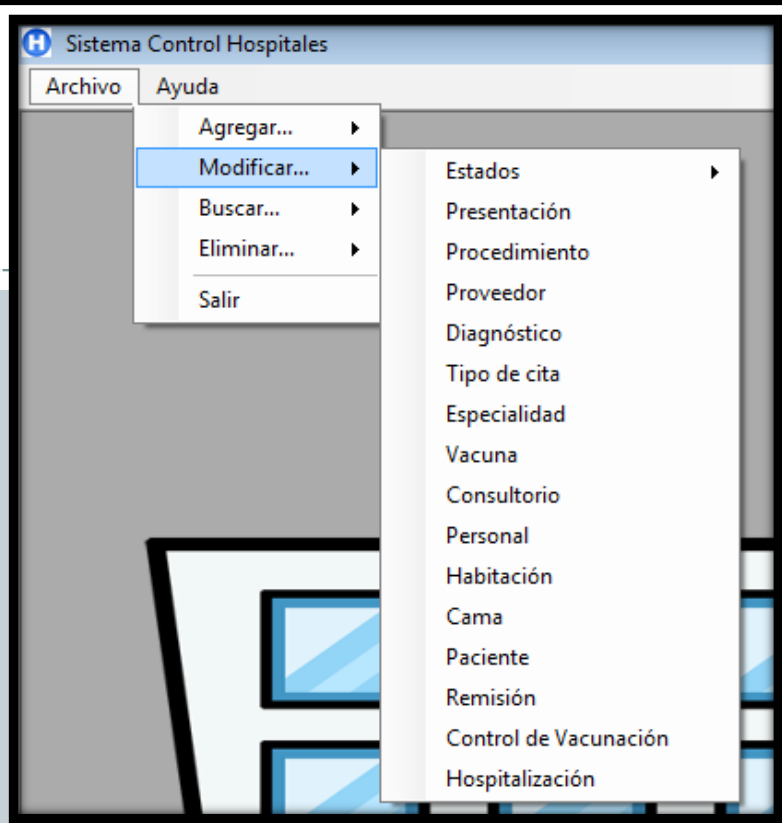 H Sistema Control Hospitales
Archivo Ayuda
Agregar...
Modificar...
Buscar...
Eliminar...
Salir
Estados
Presentación
Procedimiento
Proveedor
Diagnóstico
Tipo de cita
Especialidad
Vacuna
Consultorio
Personal
Habitación
Cama
Paciente
Remisión
Control de Vacunación
Hospitalización